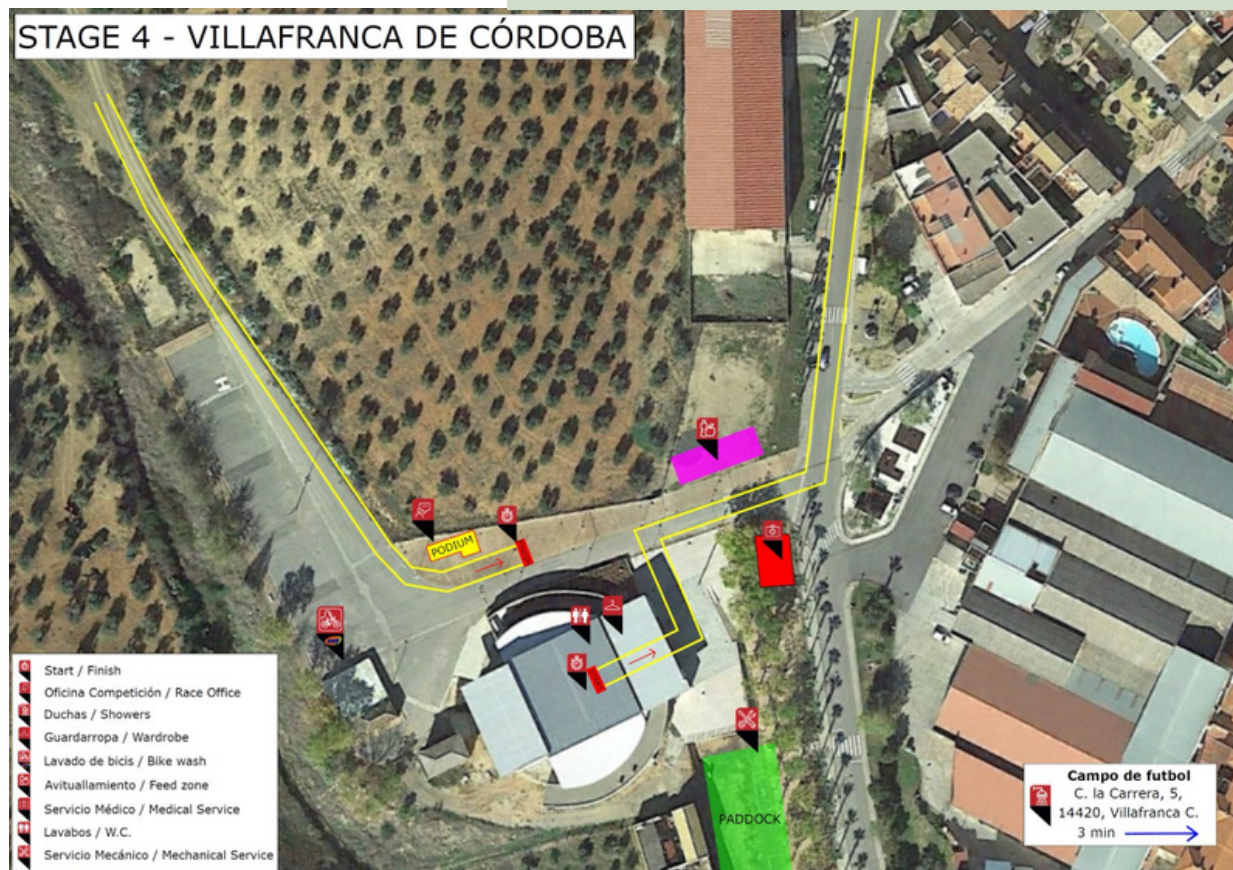 STAGE 4 - VILLAFRANCA DE CÓRDOBA
PODIUM
PADDOCK
Start / Finish
Oficina Competición / Race Office
Duchas / Showers
Guardarropa / Wardrobe
Lavado de bicis / Bike wash
Avituallamiento / Feed zone
Servicio Médico / Medical Service
Lavabos / W.C.
Servicio Mecánico / Mechanical Service
Campo de futbol
C. la Carrera, 5,
14420, Villafranca C.
3 min